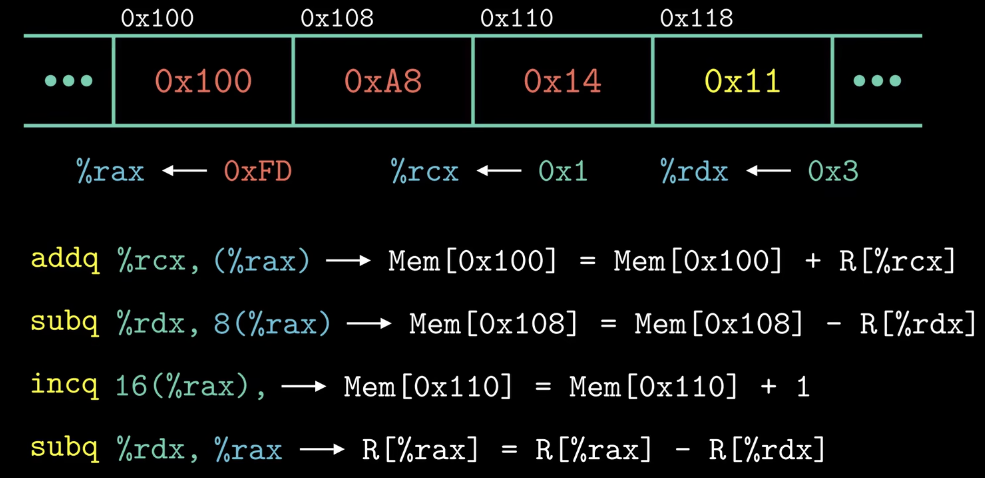 0x100 0x108 0x110 0x118
••• 0x100 0xA8 0x14 0x11 •••
%rax ← 0xFD %rcx ← 0x1 %rdx ← 0x3
addq %rcx, (%rax) → Mem[0x100] = Mem[0x100] + R[%rcx]
subq %rdx, 8(%rax) → Mem[0x108] = Mem[0x108] - R[%rdx]
incq 16(%rax), → Mem[0x110] = Mem[0x110] + 1
subq %rdx, %rax → R[%rax] = R[%rax] - R[%rdx]